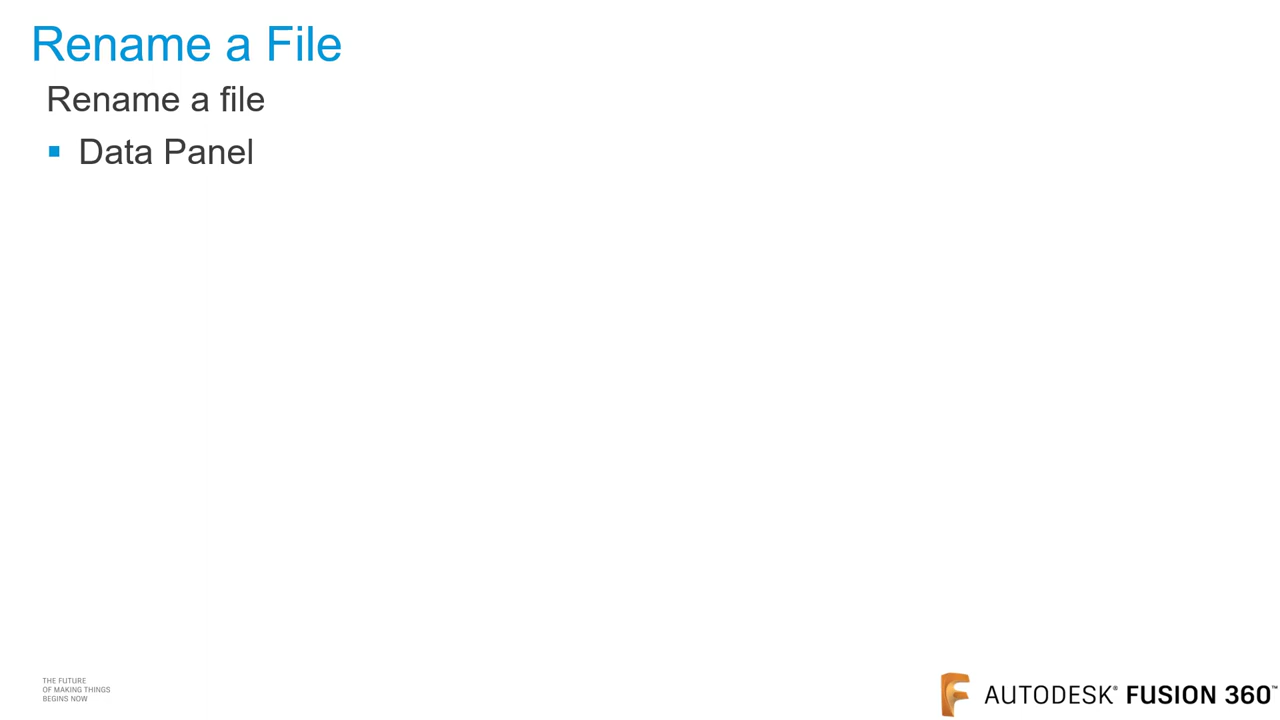 Rename a File
Rename a file
▪ Data Panel
THE FUTURE
OF MAKING THINGS
BEGINS NOW
AUTODESK® FUSION 360™